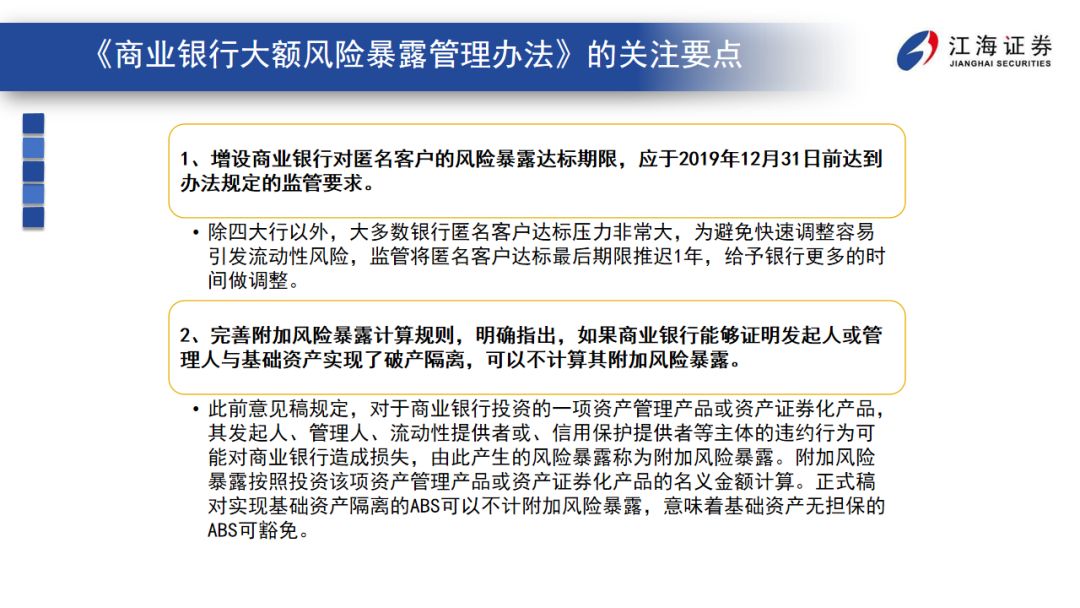 《商业银行大额风险暴露管理办法》的关注要点
江海证券
JIANGHAI SECURITIES
1、增设商业银行对匿名客户的风险暴露达标期限，应于2019年12月31日前达到
办法规定的监管要求。
•除四大行以外，大多数银行匿名客户达标压力非常大，为避免快速调整容易
引发流动性风险，监管将匿名客户达标最后期限推迟1年，给予银行更多的时
间做调整。
2、完善附加风险暴露计算规则，明确指出，如果商业银行能够证明发起人或管
理人与基础资产实现了破产隔离，可以不计算其附加风险暴露。
•此前意见稿规定，对于商业银行投资的一项资产管理产品或资产证券化产品，
其发起人、管理人、流动性提供者或、信用保护提供者等主体的违约行为可
能对商业银行造成损失，由此产生的风险暴露称为附加风险暴露。附加风险
暴露按照投资该项资产管理产品或资产证券化产品的名义金额计算。正式稿
对实现基础资产隔离的ABS可以不计附加风险暴露，意味着基础资产无担保的
ABS可豁免。